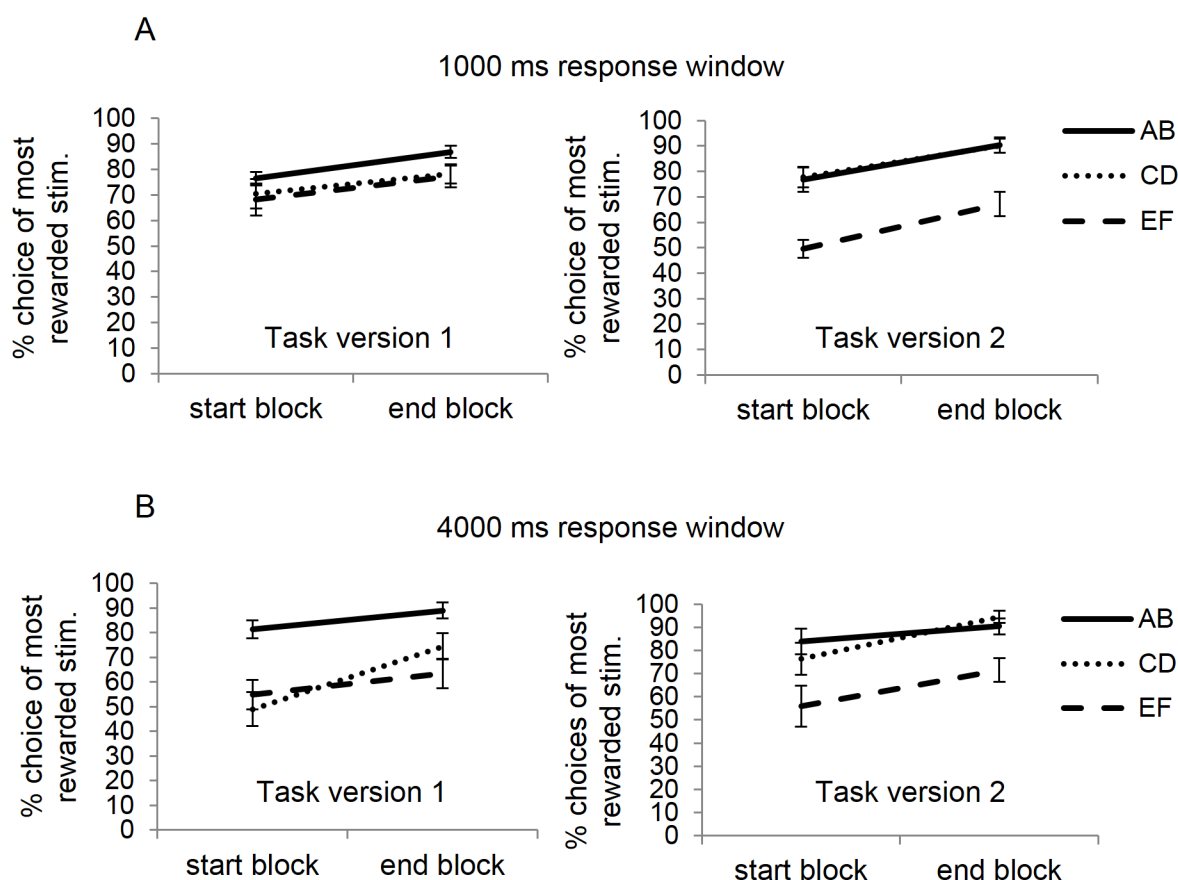 A
1000 ms response window
% choice of most
rewarded stim.
100
90
80
70
60
50
40
30
20
10
0
Task version 1
start block
end block
% choice of most
rewarded stim.
100
90
80
70
60
50
40
30
20
10
0
Task version 2
start block
end block
AB
CD
EF
B
4000 ms response window
% choice of most
rewarded stim.
100
90
80
70
60
50
40
30
20
10
0
Task version 1
start block
end block
% choices of most
rewarded stim.
100
90
80
70
60
50
40
30
20
10
0
Task version 2
start block
end block
AB
CD
EF